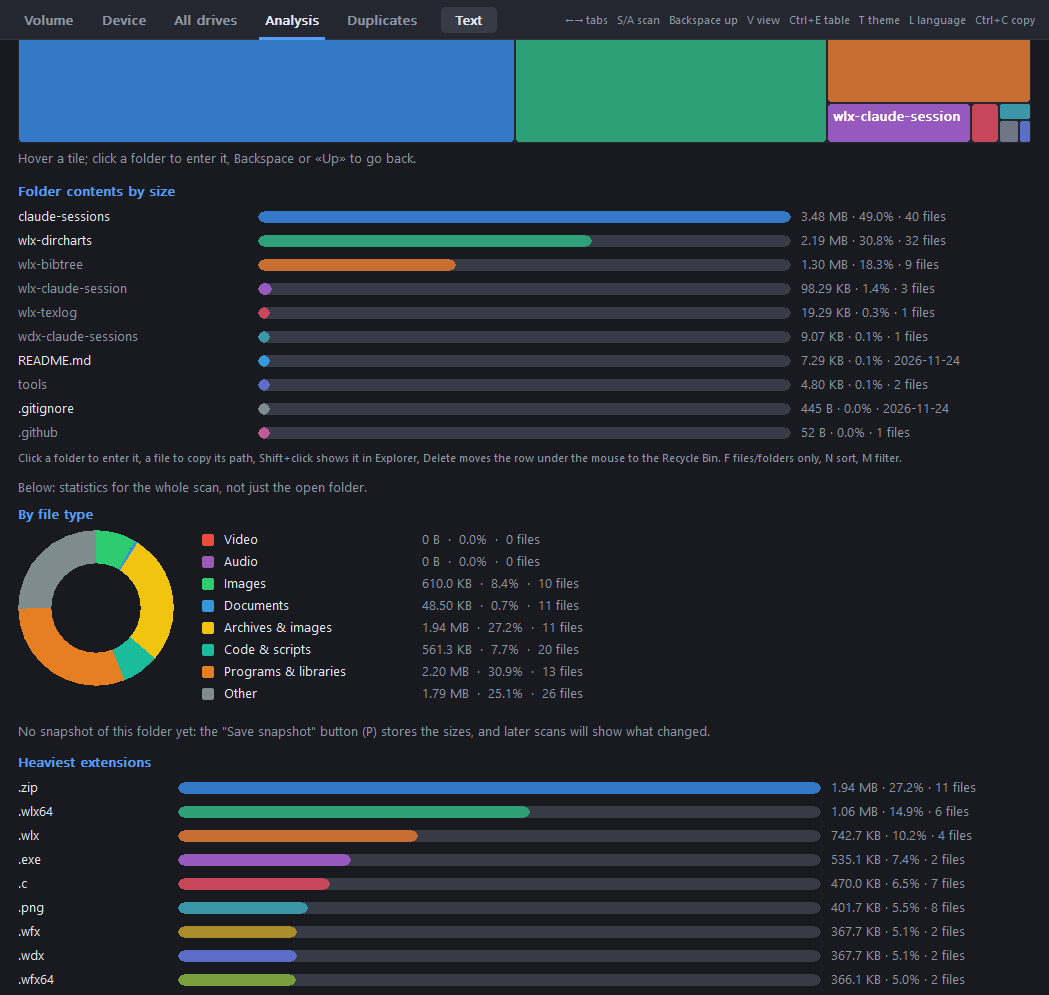 Volume Device All drives Analysis Duplicates Text ←→ tabs S/A scan Backspace up V view Ctrl+E table T theme L language Ctrl+C copy
wlx-claude-session
Hover a tile; click a folder to enter it, Backspace or «Up» to go back.
Folder contents by size
claude-sessions 3.48 MB · 49.0% · 40 files
wlx-dircharts 2.19 MB · 30.8% · 32 files
wlx-bibtree 1.30 MB · 18.3% · 9 files
wlx-claude-session 98.29 KB · 1.4% · 3 files
wlx-texlog 19.29 KB · 0.3% · 1 files
wdx-claude-sessions 9.07 KB · 0.1% · 1 files
README.md 7.29 KB · 0.1% · 2026-11-24
tools 4.80 KB · 0.1% · 2 files
.gitignore 445 B · 0.0% · 2026-11-24
.github 52 B · 0.0% · 1 files
Click a folder to enter it, a file to copy its path, Shift+click shows it in Explorer, Delete moves the row under the mouse to the Recycle Bin. F files/folders only, N sort, M filter.
Below: statistics for the whole scan, not just the open folder.
By file type
Video 0 B · 0.0% · 0 files
Audio 0 B · 0.0% · 0 files
Images 610.0 KB · 8.4% · 10 files
Documents 48.50 KB · 0.7% · 11 files
Archives & images 1.94 MB · 27.2% · 11 files
Code & scripts 561.3 KB · 7.7% · 20 files
Programs & libraries 2.20 MB · 30.9% · 13 files
Other 1.79 MB · 25.1% · 26 files
No snapshot of this folder yet: the "Save snapshot" button (P) stores the sizes, and later scans will show what changed.
Heaviest extensions
.zip 1.94 MB · 27.2% · 11 files
.wlx64 1.06 MB · 14.9% · 6 files
.wlx 742.7 KB · 10.2% · 4 files
.exe 535.1 KB · 7.4% · 2 files
.c 470.0 KB · 6.5% · 7 files
.png 401.7 KB · 5.5% · 8 files
.wfx 367.7 KB · 5.1% · 2 files
.wdx 367.7 KB · 5.1% · 2 files
.wfx64 366.1 KB · 5.0% · 2 files